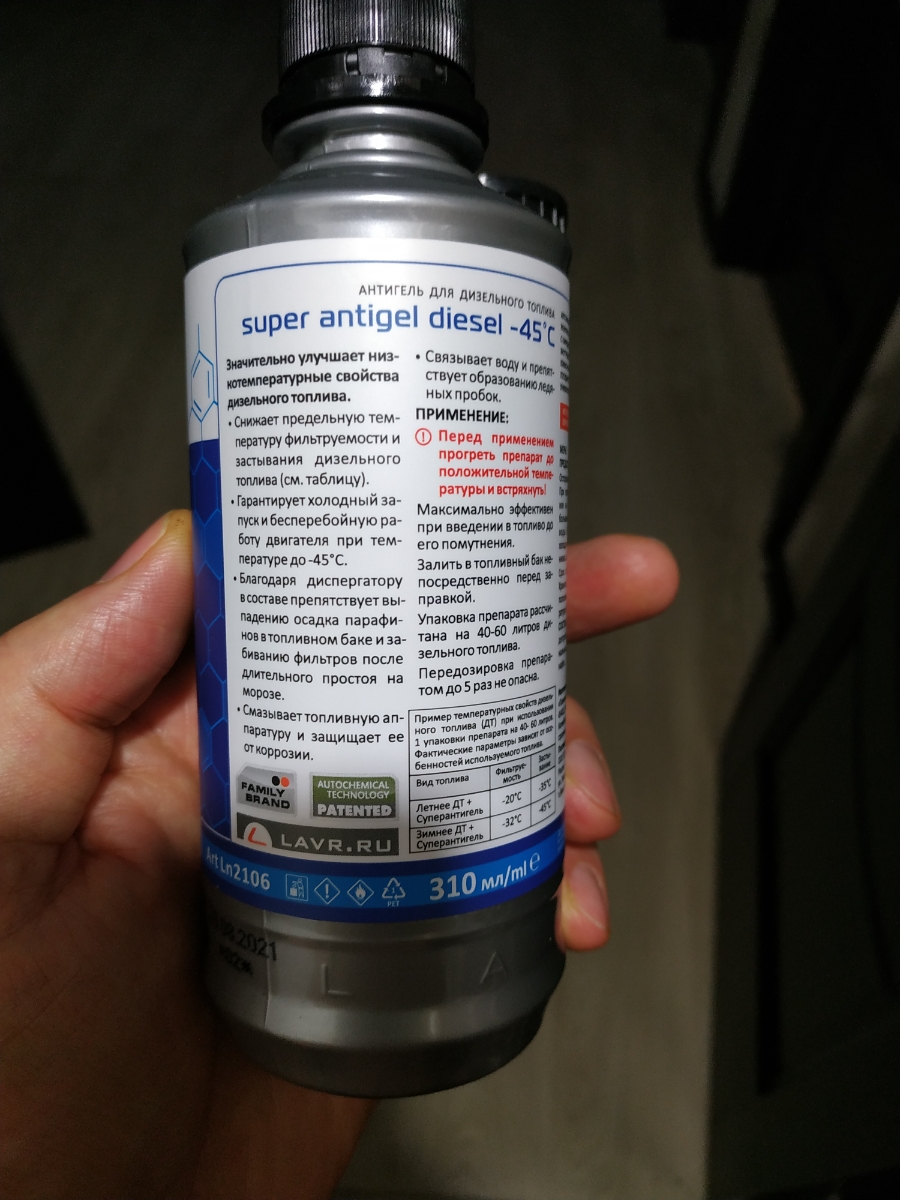 АНТИГЕЛЬ ДЛЯ ДИЗЕЛЬНОГО ТОПЛИВА
super antigel diesel -45°C
Значительно улучшает низ-
котемпературные свойства
дизельного топлива.
• Снижает предельную тем-
пературу фильтруемости и
застывания дизельного
топлива (см. таблицу).
• Гарантирует холодный за-
пуск и бесперебойную ра-
боту двигателя при тем-
пературе до -45°С.
• Благодаря диспергатору
в составе препятствует вы-
падению осадка парафи-
нов в топливном баке и за-
биванию фильтров после
длительного простоя на
морозе.
• Смазывает топливную ап-
паратуру и защищает ее
от коррозии.
• Связывает воду и препят-
ствует образованию ледя-
ных пробок.
ПРИМЕНЕНИЕ:
Перед применением
прогреть препарат до
положительной темпе-
ратуры и встряхнуть!
Максимально эффективен
при введении в топливо до
его помутнения.
Залить в топливный бак не-
посредственно перед за-
правкой.
Упаковка препарата рассчи-
тана на 40-60 литров ди-
зельного топлива.
Передозировка препара-
том до 5 раз не опасна.
Пример температурных свойств дизель-
ного топлива (ДТ) при использовании
1 упаковки препарата на 40- 60 литров.
Фактические параметры зависят от осо-
бенностей используемого топлива.
Вид топлива Фильтруе-мость Засты-вание
Летнее ДТ + Суперантигель -20°С -35°С
Зимнее ДТ + Суперантигель -32°С -45°С
FAMILY
BRAND
AUTOCHEMICAL
TECHNOLOGY
PATENTED
LAVR.RU
Art Ln2106
PET
310 мл/ml ℮
08.2021
L A